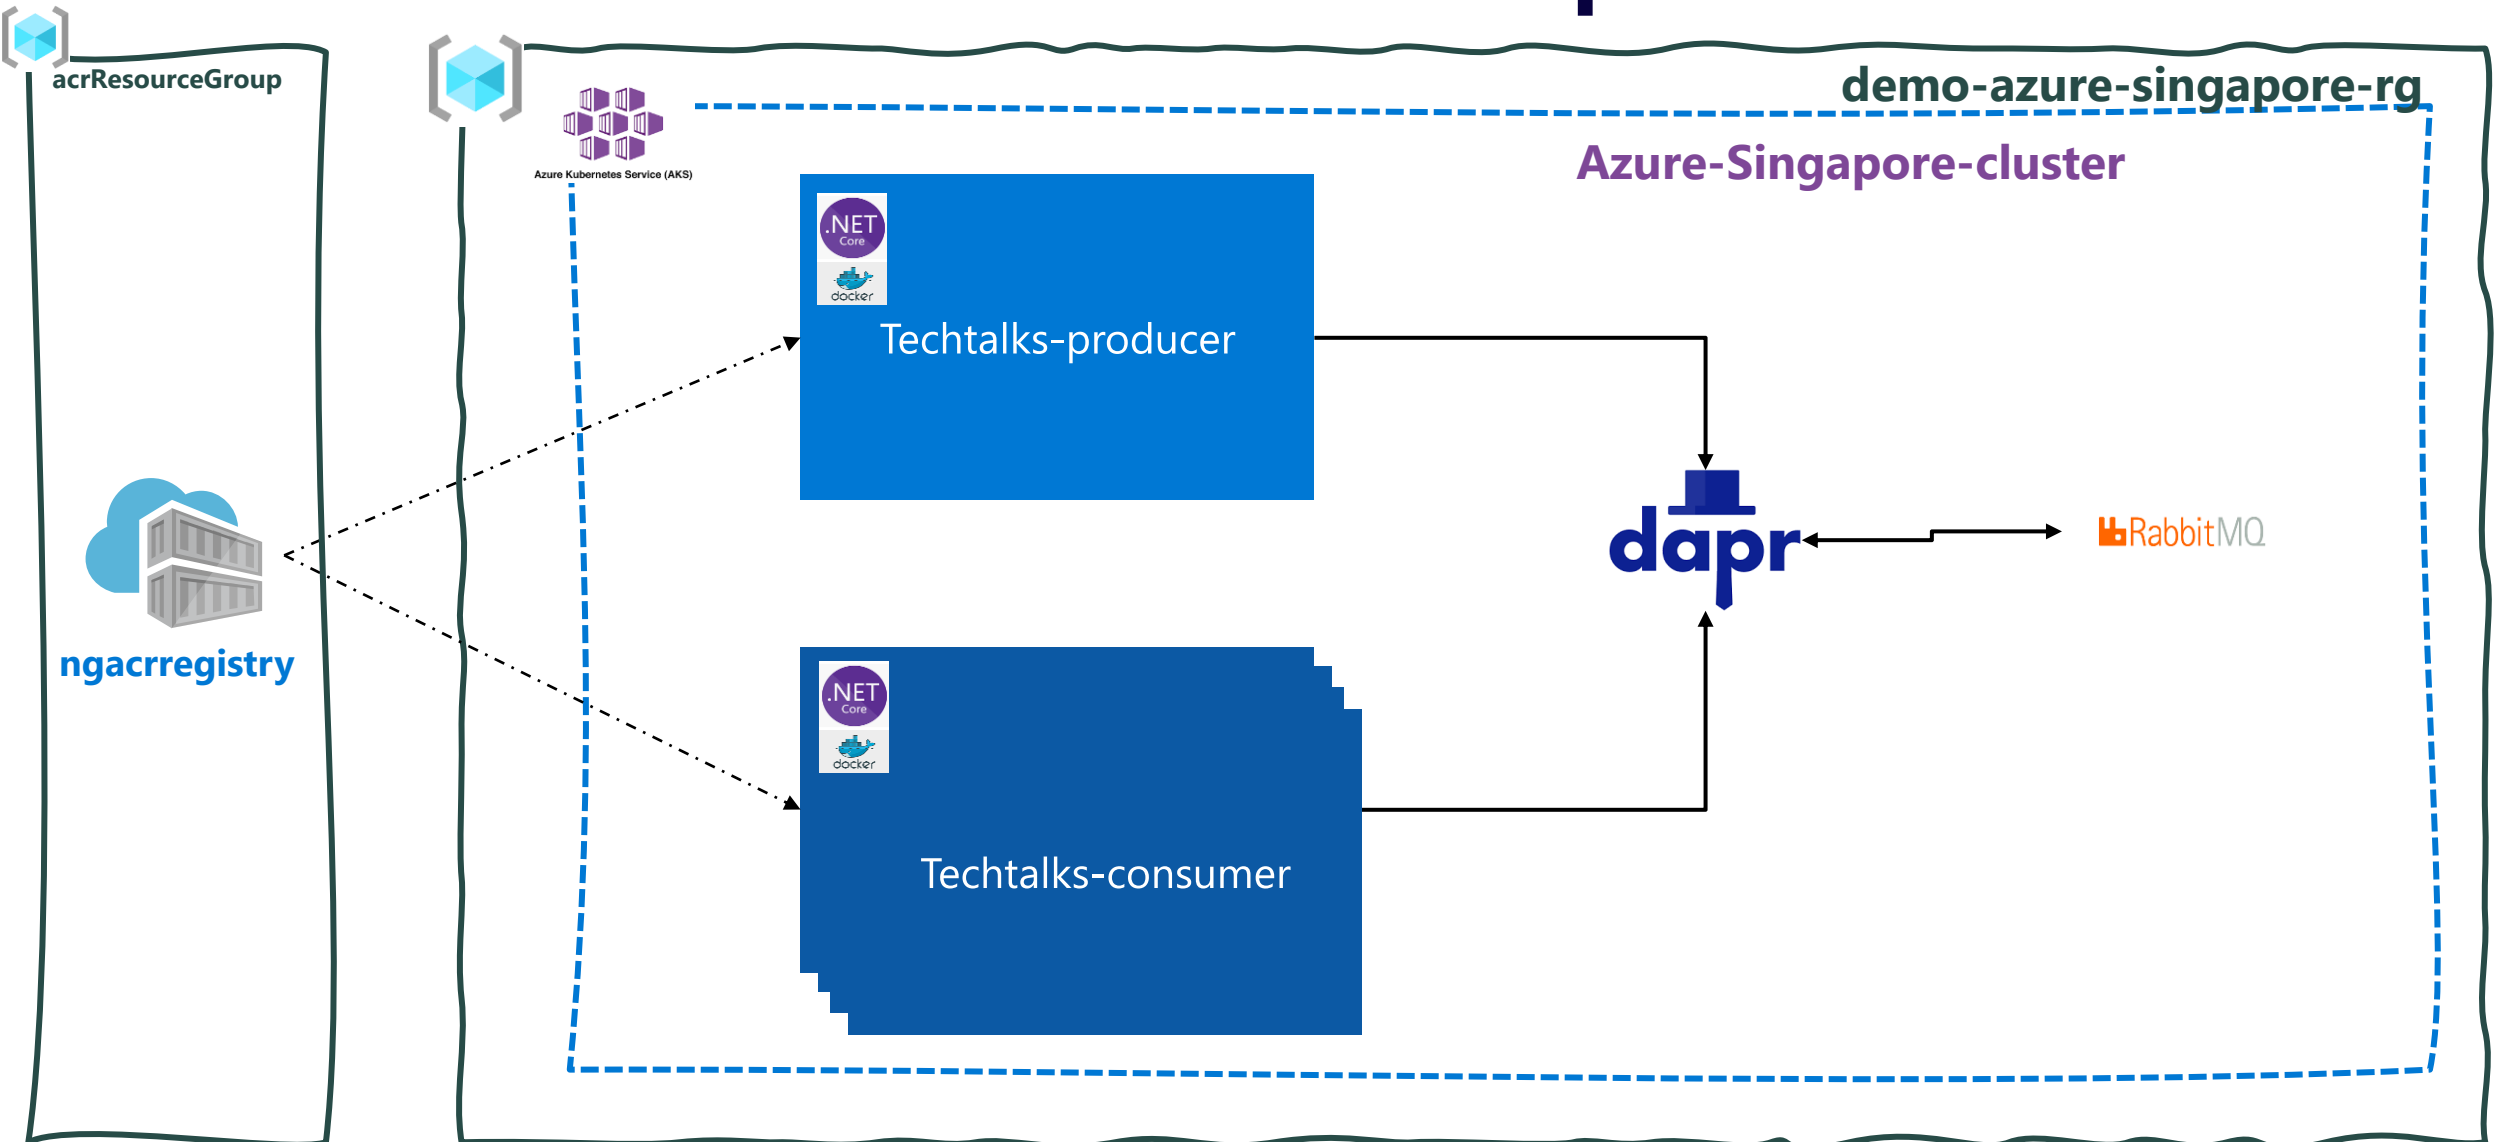 acrResourceGroup
demo-azure-singapore-rg
Azure Kubernetes Service (AKS)
Azure-Singapore-cluster
.NET
Core
docker
Techtalks-producer
dapr
RabbitMQ
ngacrregistry
.NET
Core
docker
Techtalks-consumer